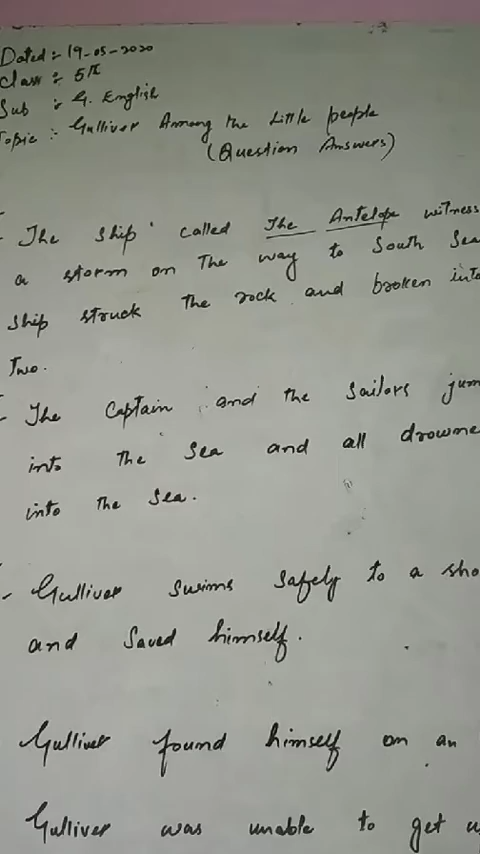 Dated :- 19-05-2020
Class :- 5th
Sub :- G. English
Topic :- Gulliver Among the Little people
(Question Answers)
- The ship called The Antelope witness
a storm on The way to South Sea
ship struck The rock and broken into
Two.
- The Captain and the Sailors jum
into the sea and all drowne
into the sea.
- Gulliver swims safely to a sho
and saved himself.
Gulliver found himself on an
Gulliver was unable to get u